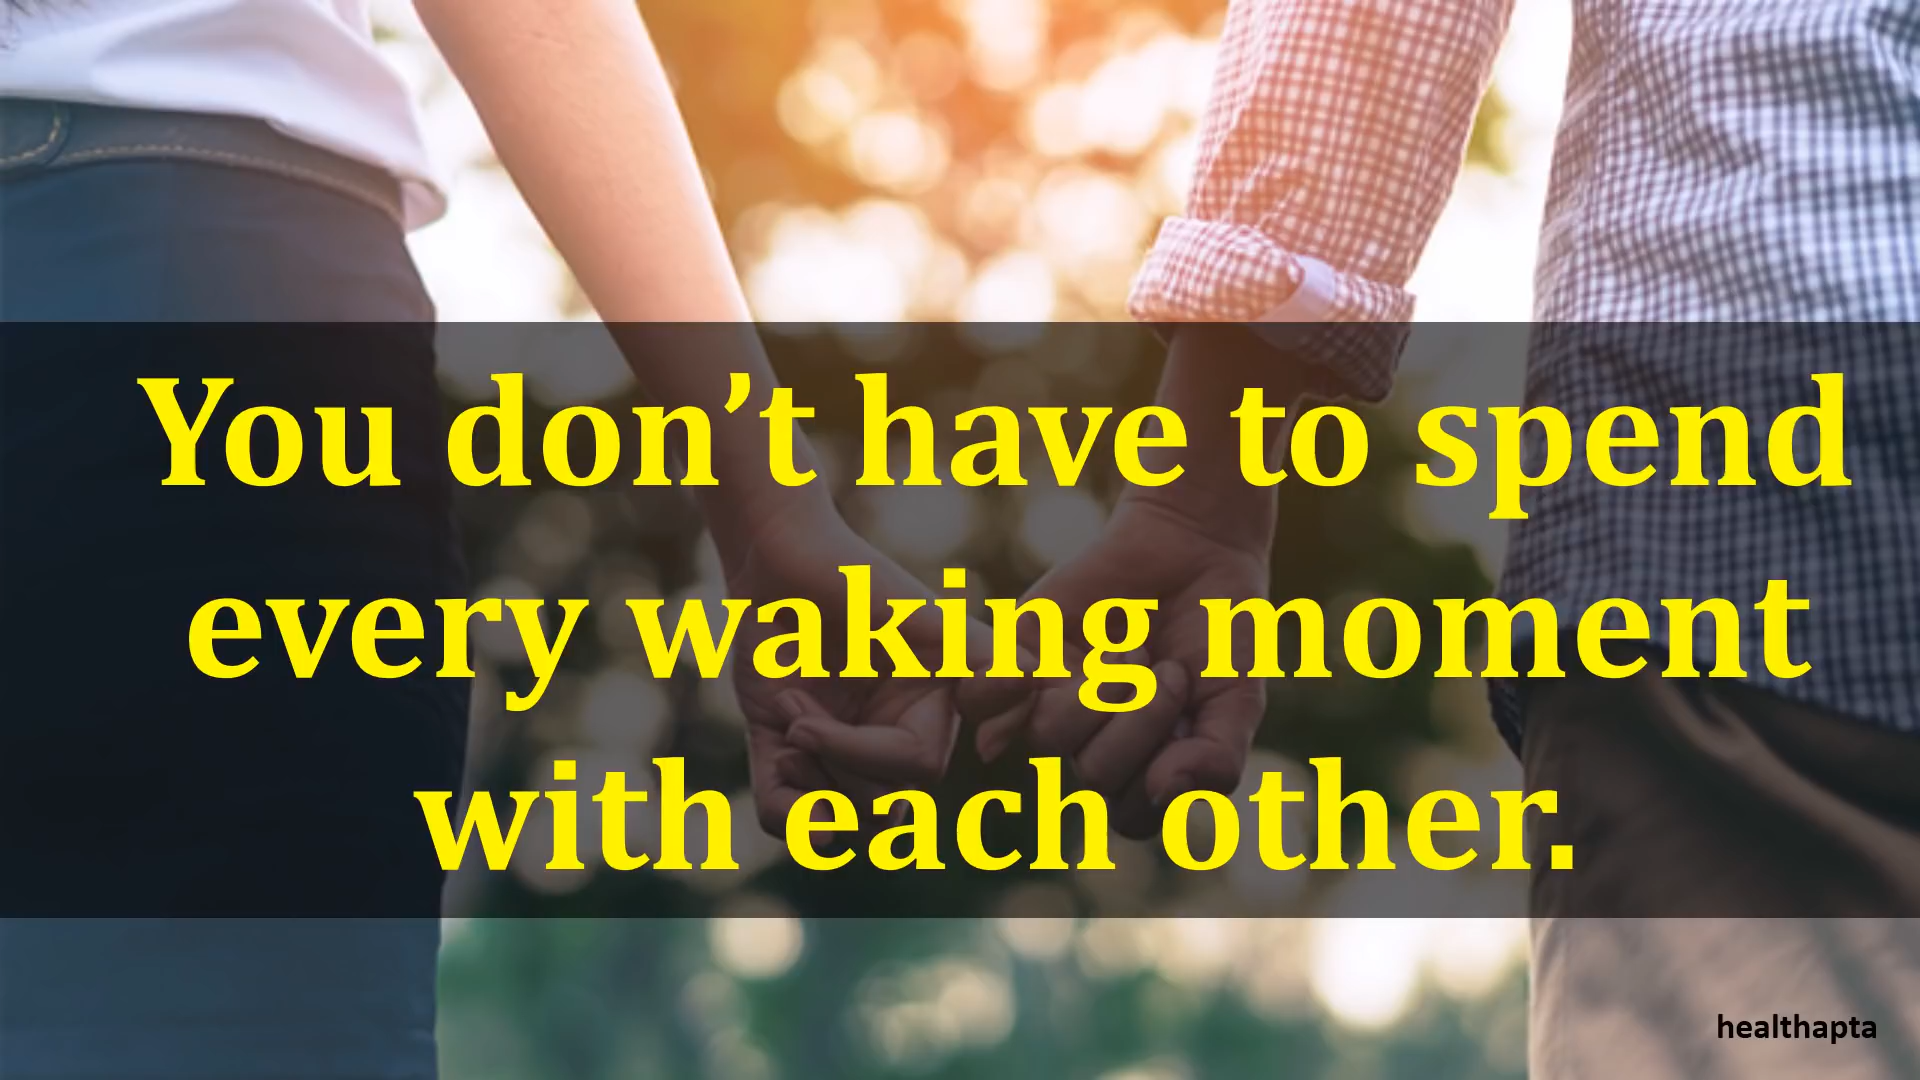 You don’t have to spend
every waking moment
with each other.
healthapta